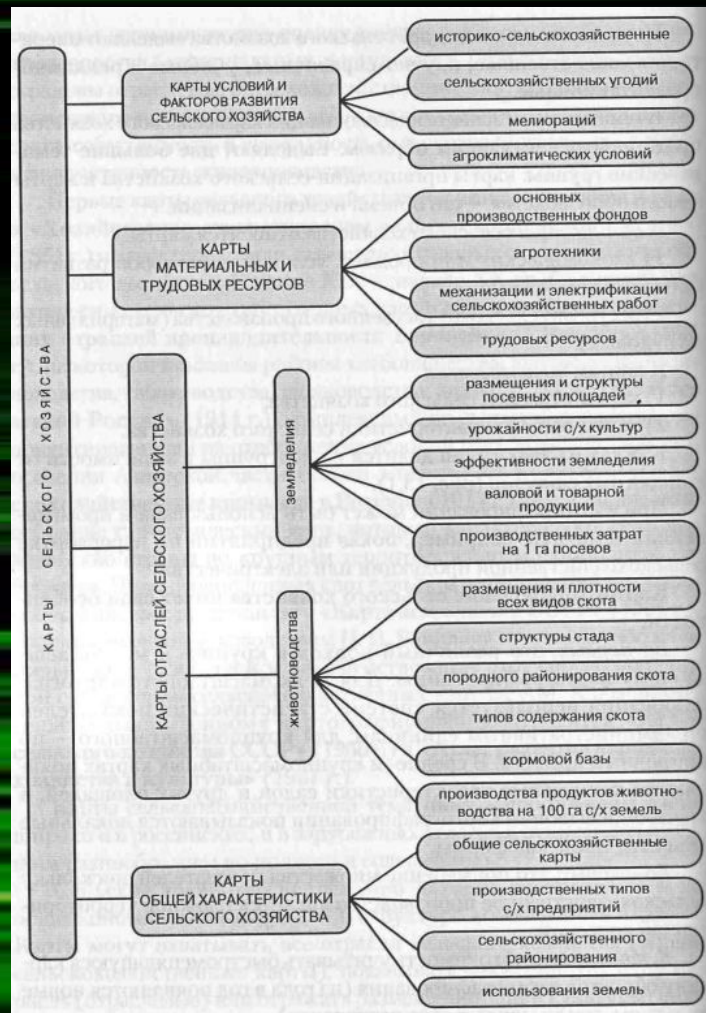 КАРТЫ СЕЛЬСКОГО ХОЗЯЙСТВА
КАРТЫ УСЛОВИЙ И
ФАКТОРОВ РАЗВИТИЯ
СЕЛЬСКОГО ХОЗЯЙСТВА
историко-сельскохозяйственные
сельскохозяйственных угодий
мелиораций
агроклиматических условий
КАРТЫ
МАТЕРИАЛЬНЫХ И
ТРУДОВЫХ РЕСУРСОВ
основных
производственных фондов
агротехники
механизации и электрификации
сельскохозяйственных работ
трудовых ресурсов
КАРТЫ ОТРАСЛЕЙ СЕЛЬСКОГО ХОЗЯЙСТВА
земледелия
размещения и структуры
посевных площадей
урожайности с/х культур
эффективности земледелия
валовой и товарной
продукции
производственных затрат
на 1 га посевов
животноводства
размещения и плотности
всех видов скота
структуры стада
породного районирования скота
типов содержания скота
кормовой базы
производства продуктов животно-
водства на 100 га с/х земель
КАРТЫ
ОБЩЕЙ ХАРАКТЕРИСТИКИ
СЕЛЬСКОГО ХОЗЯЙСТВА
общие сельскохозяйственные
карты
производственных типов
с/х предприятий
сельскохозяйственного
районирования
использования земель